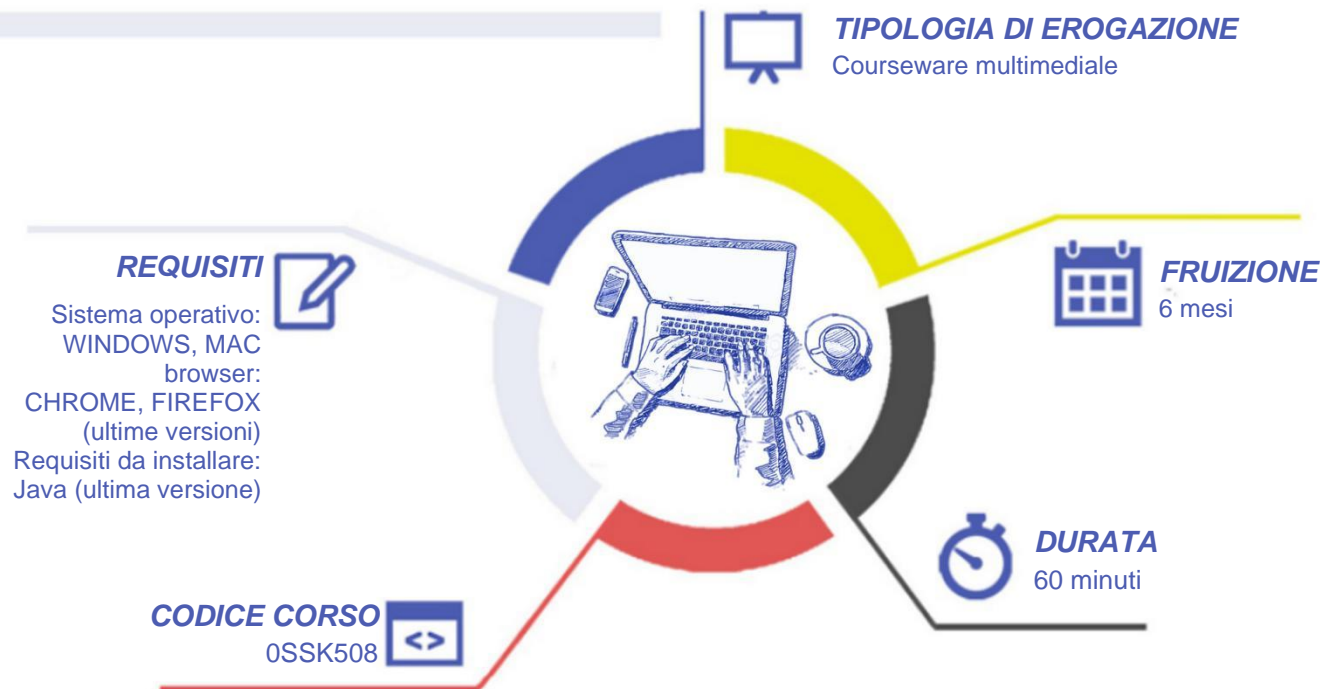 TIPOLOGIA DI EROGAZIONE
Courseware multimediale
REQUISITI
Sistema operativo:
WINDOWS, MAC
browser:
CHROME, FIREFOX
(ultime versioni)
Requisiti da installare:
Java (ultima versione)
FRUIZIONE
6 mesi
DURATA
60 minuti
CODICE CORSO
0SSK508